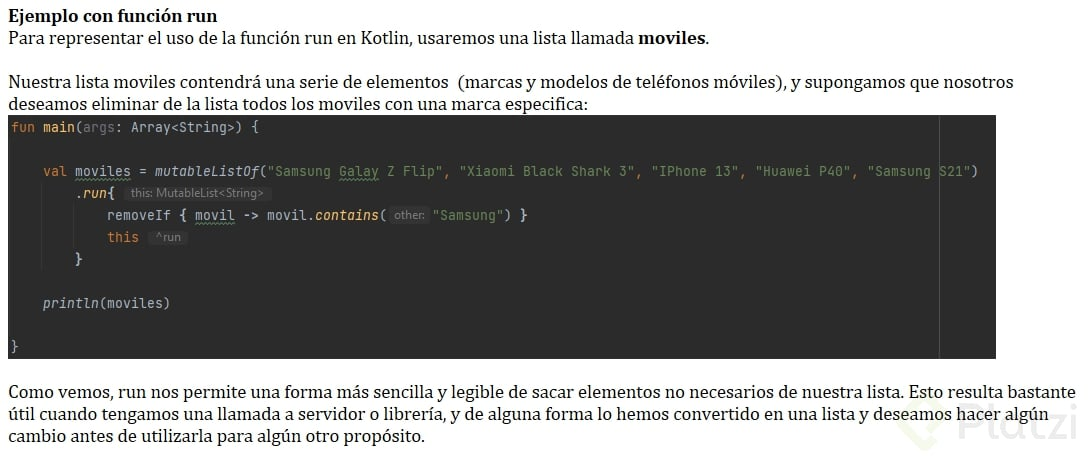 Ejemplo con función run
Para representar el uso de la función run en Kotlin, usaremos una lista llamada moviles.
Nuestra lista moviles contendrá una serie de elementos  (marcas y modelos de teléfonos móviles), y supongamos que nosotros
deseamos eliminar de la lista todos los moviles con una marca especifica:
fun main(args: Array<String>) {
val moviles = mutableListOf("Samsung Galay Z Flip", "Xiaomi Black Shark 3", "IPhone 13", "Huawei P40", "Samsung S21")
.run{ this: MutableList<String>
removeIf { movil -> movil.contains( other: "Samsung") }
this ^run
}
println(moviles)
}
Como vemos, run nos permite una forma más sencilla y legible de sacar elementos no necesarios de nuestra lista. Esto resulta bastante
útil cuando tengamos una llamada a servidor o librería, y de alguna forma lo hemos convertido en una lista y deseamos hacer algún
cambio antes de utilizarla para algún otro propósito.
Platzi